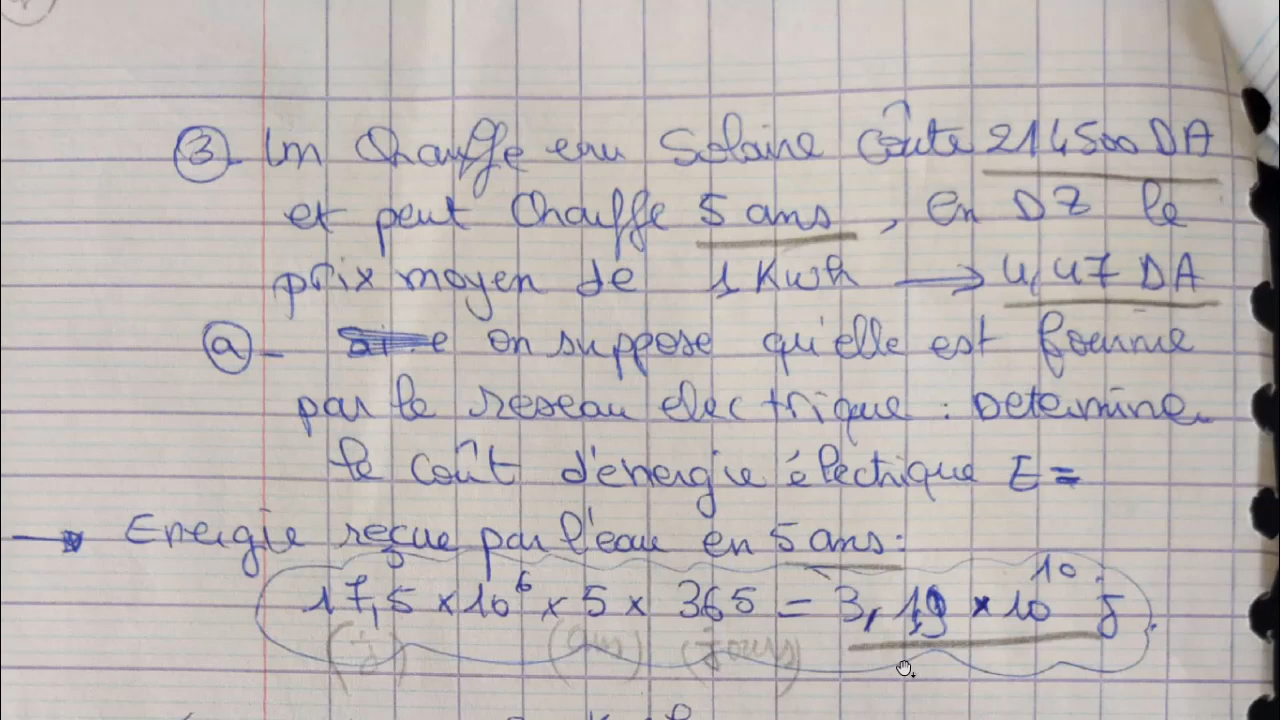 ③- Un Chauffe eau Solaire Coûte 214500 DA
et peut Chauffe 5 ans, en DZ le
prix moyen de 1 Kwh → 4,47 DA
ⓐ- on suppose qu'elle est fournie
par le reseau electrique : Determine
le coût d'énergie électrique E =
→ Energie reçue par l'eau en 5 ans:
17,5 x 10⁶ x 5 x 365 = 3,19 x 10¹⁰ J.
(J) (ans) (jours)